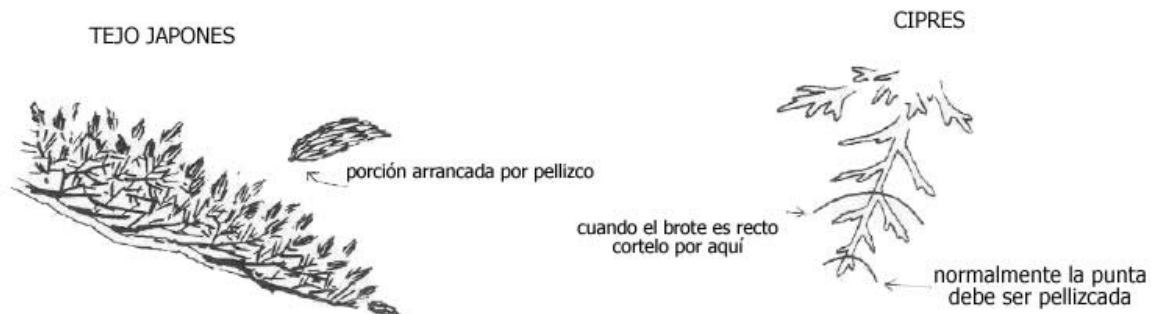 TEJO JAPONES
porción arrancada por pellizco
CIPRES
cuando el brote es recto
cortelo por aquí
normalmente la punta
debe ser pellizcada